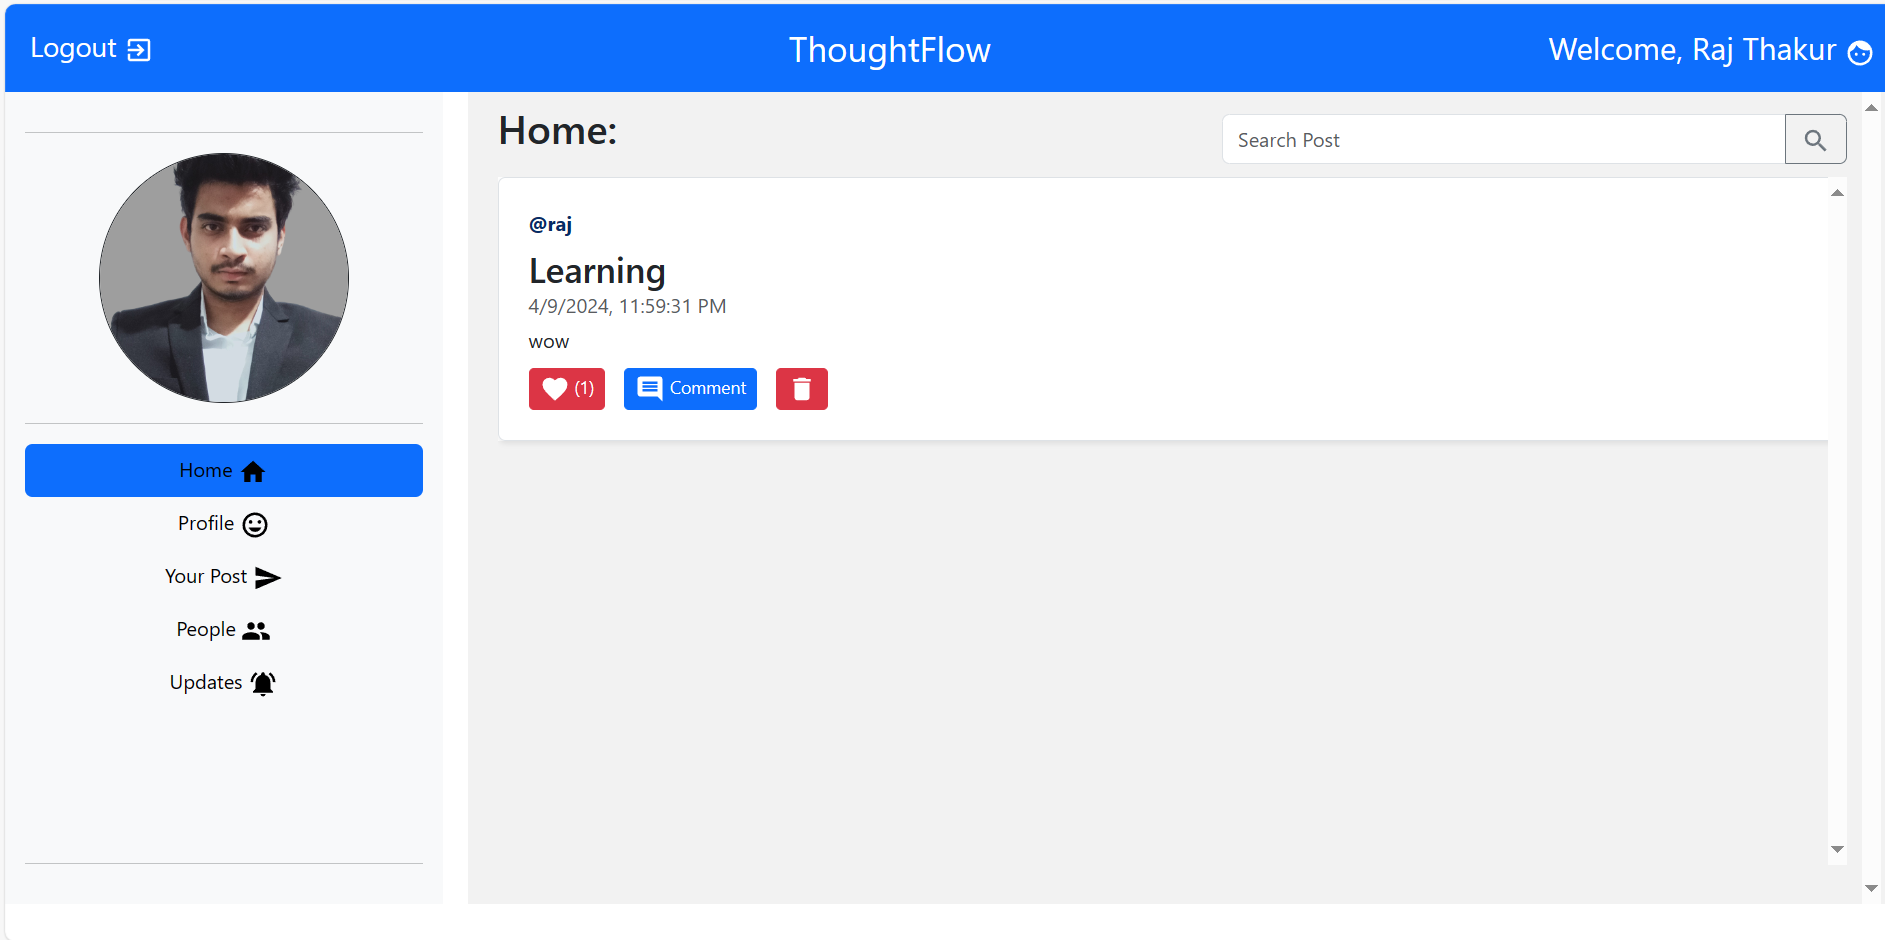 Logout
ThoughtFlow
Welcome, Raj Thakur
Home
Profile
Your Post
People
Updates
Home:
Search Post
@raj
Learning
4/9/2024, 11:59:31 PM
wow
(1)
Comment